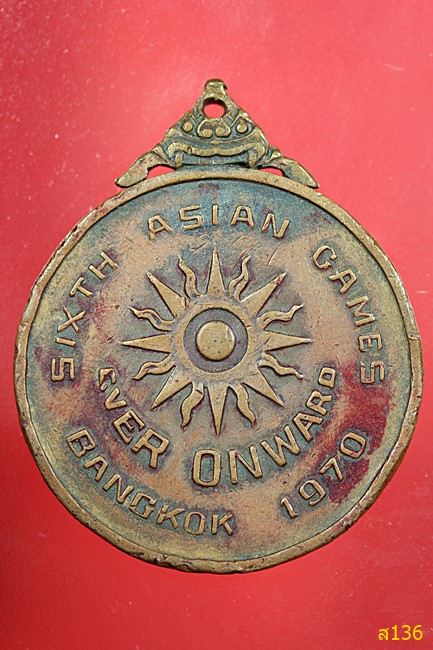 SIXTH ASIAN GAMES
EVER ONWARD
BANGKOK 1970
ส136